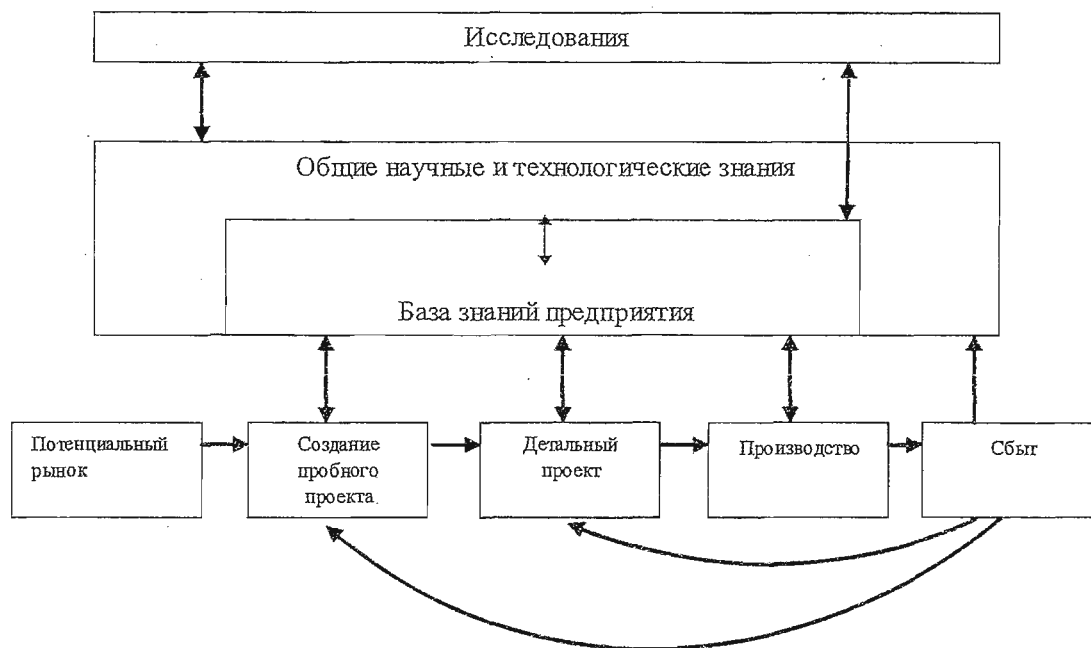 Исследования
Общие научные и технологические знания
База знаний предприятия
Потенциальный
рынок
Создание
пробного
проекта
Детальный
проект
Производство
Сбыт